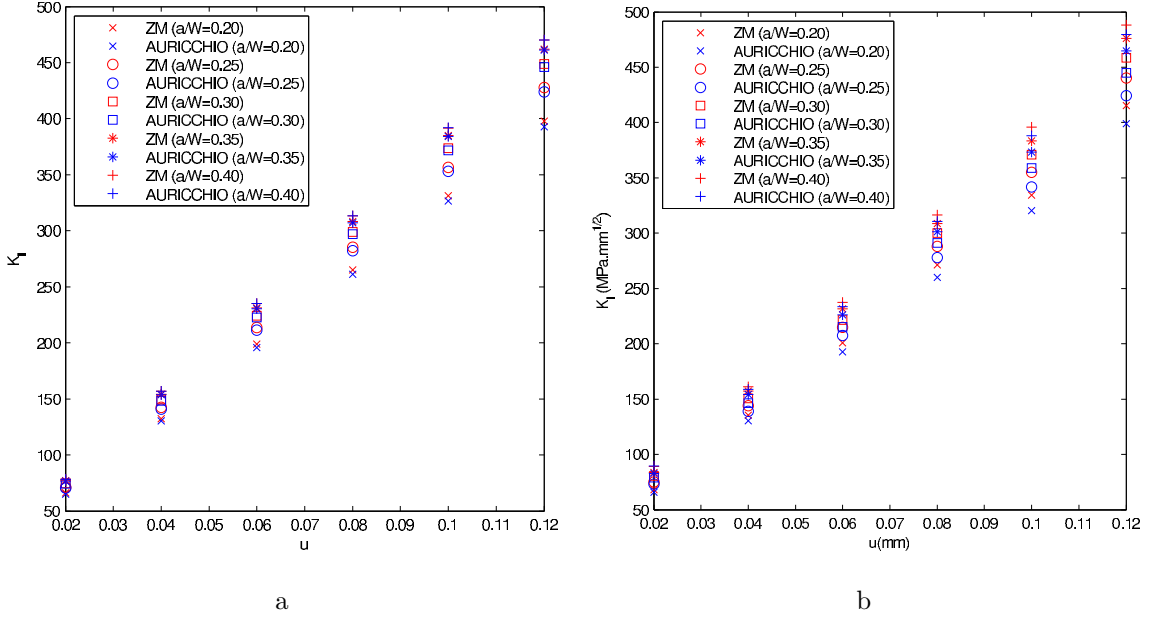 500
450
400
350
300
250
200
150
100
50
K_I
ZM (a/W=0.20)
AURICCHIO (a/W=0.20)
ZM (a/W=0.25)
AURICCHIO (a/W=0.25)
ZM (a/W=0.30)
AURICCHIO (a/W=0.30)
ZM (a/W=0.35)
AURICCHIO (a/W=0.35)
ZM (a/W=0.40)
AURICCHIO (a/W=0.40)
0.02 0.03 0.04 0.05 0.06 0.07 0.08 0.09 0.1 0.11 0.12
u
a
500
450
400
350
300
250
200
150
100
50
K_I (MPa.mm^1/2)
ZM (a/W=0.20)
AURICCHIO (a/W=0.20)
ZM (a/W=0.25)
AURICCHIO (a/W=0.25)
ZM (a/W=0.30)
AURICCHIO (a/W=0.30)
ZM (a/W=0.35)
AURICCHIO (a/W=0.35)
ZM (a/W=0.40)
AURICCHIO (a/W=0.40)
0.02 0.03 0.04 0.05 0.06 0.07 0.08 0.09 0.1 0.11 0.12
u(mm)
b